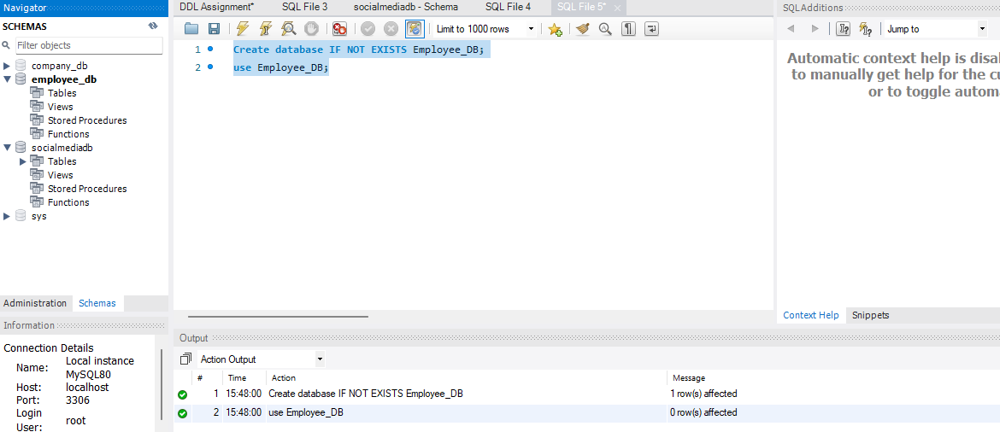 Navigator
SCHEMAS
Filter objects
company_db
employee_db
Tables
Views
Stored Procedures
Functions
socialmediadb
Tables
Views
Stored Procedures
Functions
sys
Administration Schemas
Information
Connection Details
Name: Local instance MySQL80
Host: localhost
Port: 3306
Login User: root
DDL Assignment* SQL File 3 socialmediadb - Schema SQL File 4 SQL File 5*
Limit to 1000 rows
1 Create database IF NOT EXISTS Employee_DB;
2 use Employee_DB;
SQLAdditions
Jump to
Automatic context help is disa
to manually get help for the cu
or to toggle autom
Context Help Snippets
Output
Action Output
# Time Action Message
1 15:48:00 Create database IF NOT EXISTS Employee_DB 1 row(s) affected
2 15:48:00 use Employee_DB 0 row(s) affected